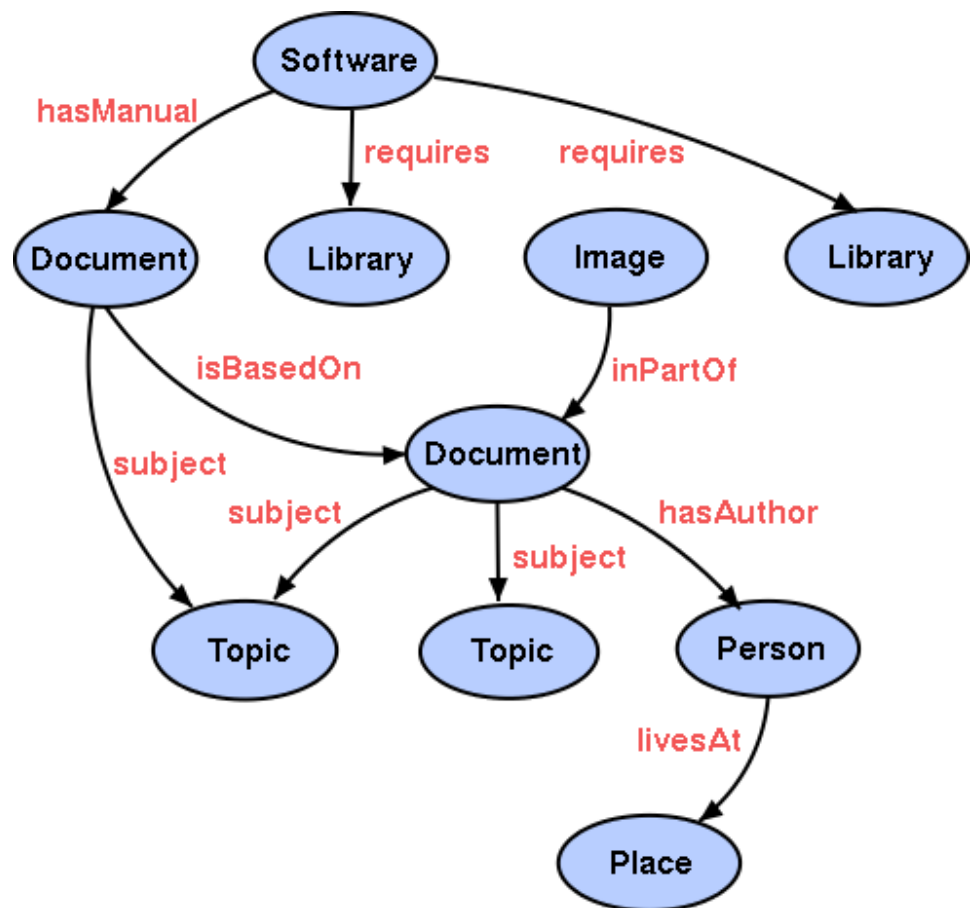 Software
hasManual
requires
requires
Document
Library
Image
Library
isBasedOn
inPartOf
Document
subject
subject
hasAuthor
subject
Topic
Topic
Person
livesAt
Place